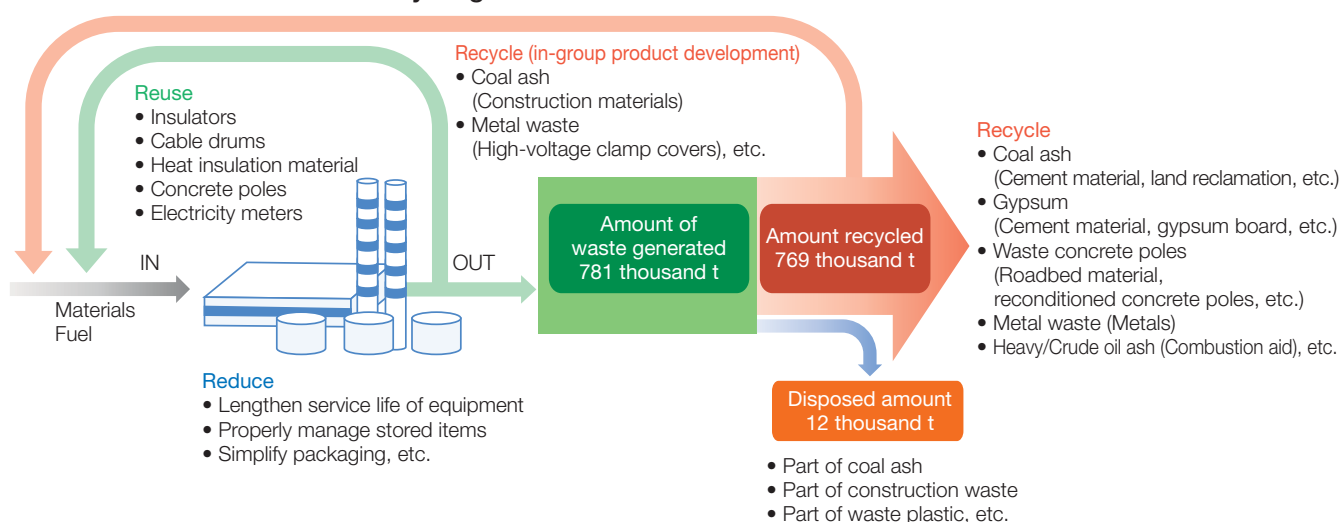 Recycle (in-group product development)
• Coal ash
(Construction materials)
• Metal waste
(High-voltage clamp covers), etc.
Reuse
• Insulators
• Cable drums
• Heat insulation material
• Concrete poles
• Electricity meters
IN
OUT
Materials
Fuel
Amount of
waste generated
781 thousand t
Amount recycled
769 thousand t
Recycle
• Coal ash
(Cement material, land reclamation, etc.)
• Gypsum
(Cement material, gypsum board, etc.)
• Waste concrete poles
(Roadbed material,
reconditioned concrete poles, etc.)
• Metal waste (Metals)
• Heavy/Crude oil ash (Combustion aid), etc.
Reduce
• Lengthen service life of equipment
• Properly manage stored items
• Simplify packaging, etc.
Disposed amount
12 thousand t
• Part of coal ash
• Part of construction waste
• Part of waste plastic, etc.